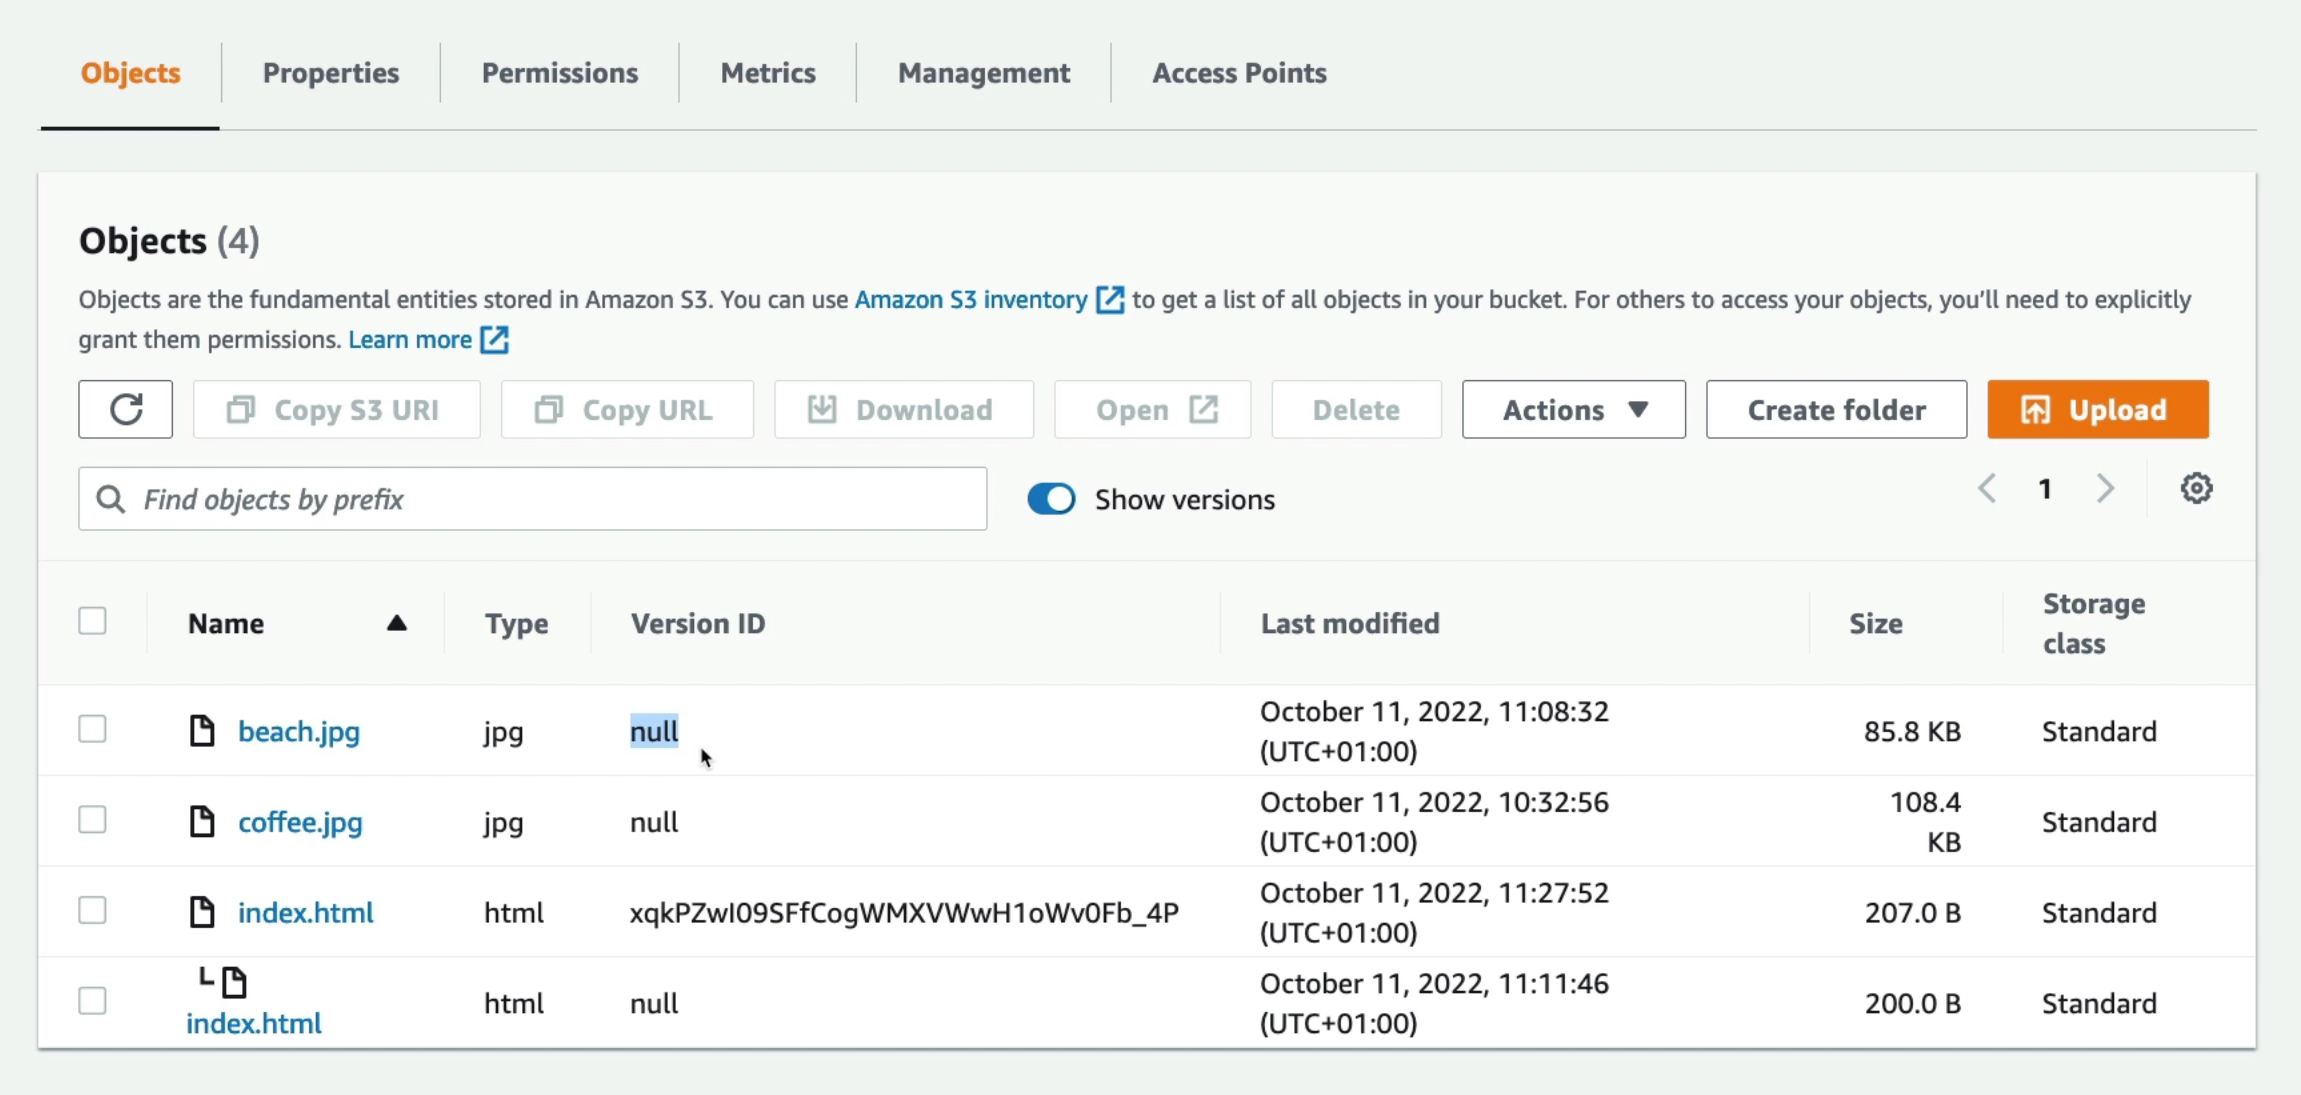 Objects
Properties
Permissions
Metrics
Management
Access Points
Objects (4)
Objects are the fundamental entities stored in Amazon S3. You can use Amazon S3 inventory to get a list of all objects in your bucket. For others to access your objects, you'll need to explicitly
grant them permissions. Learn more
Copy S3 URI
Copy URL
Download
Open
Delete
Actions
Create folder
Upload
Find objects by prefix
Show versions
1
Name
Type
Version ID
Last modified
Size
Storage
class
beach.jpg
jpg
null
October 11, 2022, 11:08:32
(UTC+01:00)
85.8 KB
Standard
coffee.jpg
jpg
null
October 11, 2022, 10:32:56
(UTC+01:00)
108.4
KB
Standard
index.html
html
xqkPZwI09SFfCogWMXVWwH1oWv0Fb_4P
October 11, 2022, 11:27:52
(UTC+01:00)
207.0 B
Standard
index.html
html
null
October 11, 2022, 11:11:46
(UTC+01:00)
200.0 B
Standard